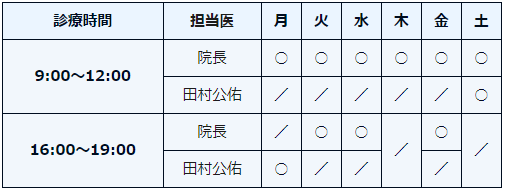 診療時間 担当医 月 火 水 木 金 土
9:00～12:00 院長 ○ ○ ○ ○ ○ ○
田村公佑 ／ ／ ／ ／ ／ ○
16:00～19:00 院長 ／ ○ ○ ／ ○ ／
田村公佑 ○ ／ ／ ／